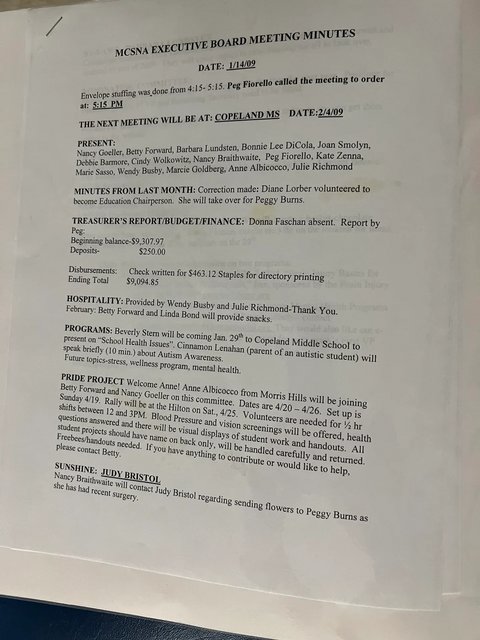 MCSNA EXECUTIVE BOARD MEETING MINUTES
DATE: 1/14/09
Envelope stuffing was done from 4:15- 5:15. Peg Fiorello called the meeting to order
at: 5:15 PM
THE NEXT MEETING WILL BE AT: COPELAND MS DATE:2/4/09
PRESENT:
Nancy Goeller, Betty Forward, Barbara Lundsten, Bonnie Lee DiCola, Joan Smolyn,
Debbie Barmore, Cindy Wolkowitz, Nancy Braithwaite, Peg Fiorello, Kate Zenna,
Marie Sasso, Wendy Busby, Marcie Goldberg, Anne Albicocco, Julie Richmond
MINUTES FROM LAST MONTH: Correction made: Diane Lorber volunteered to
become Education Chairperson. She will take over for Peggy Burns.
TREASURER'S REPORT/BUDGET/FINANCE: Donna Faschan absent. Report by
Peg:
Beginning balance-$9,307.97
Deposits- $250.00
Disbursements: Check written for $463.12 Staples for directory printing
Ending Total $9,094.85
HOSPITALITY: Provided by Wendy Busby and Julie Richmond-Thank You.
February: Betty Forward and Linda Bond will provide snacks.
PROGRAMS: Beverly Stern will be coming Jan. 29th to Copeland Middle School to
present on "School Health Issues". Cinnamon Lenahan (parent of an autistic student) will
speak briefly (10 min.) about Autism Awareness.
Future topics-stress, wellness program, mental health.
PRIDE PROJECT Welcome Anne! Anne Albicocco from Morris Hills will be joining
Betty Forward and Nancy Goeller on this committee. Dates are 4/20 – 4/26. Set up is
Sunday 4/19. Rally will be at the Hilton on Sat., 4/25. Volunteers are needed for ½ hr
shifts between 12 and 3PM. Blood Pressure and vision screenings will be offered, health
questions answered and there will be visual displays of student work and handouts. All
student projects should have name on back only, will be handled carefully and returned.
Freebees/handouts needed. If you have anything to contribute or would like to help,
please contact Betty.
SUNSHINE: JUDY BRISTOL
Nancy Braithwaite will contact Judy Bristol regarding sending flowers to Peggy Burns as
she has had recent surgery.